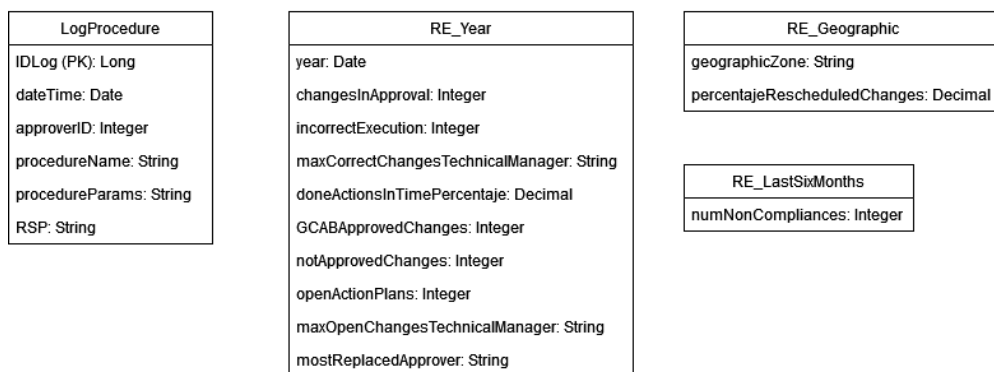 LogProcedure
IDLog (PK): Long
dateTime: Date
approverID: Integer
procedureName: String
procedureParams: String
RSP: String
RE_Year
year: Date
changesInApproval: Integer
incorrectExecution: Integer
maxCorrectChangesTechnicalManager: String
doneActionsInTimePercentaje: Decimal
GCABApprovedChanges: Integer
notApprovedChanges: Integer
openActionPlans: Integer
maxOpenChangesTechnicalManager: String
mostReplacedApprover: String
RE_Geographic
geographicZone: String
percentajeRescheduledChanges: Decimal
RE_LastSixMonths
numNonCompliances: Integer